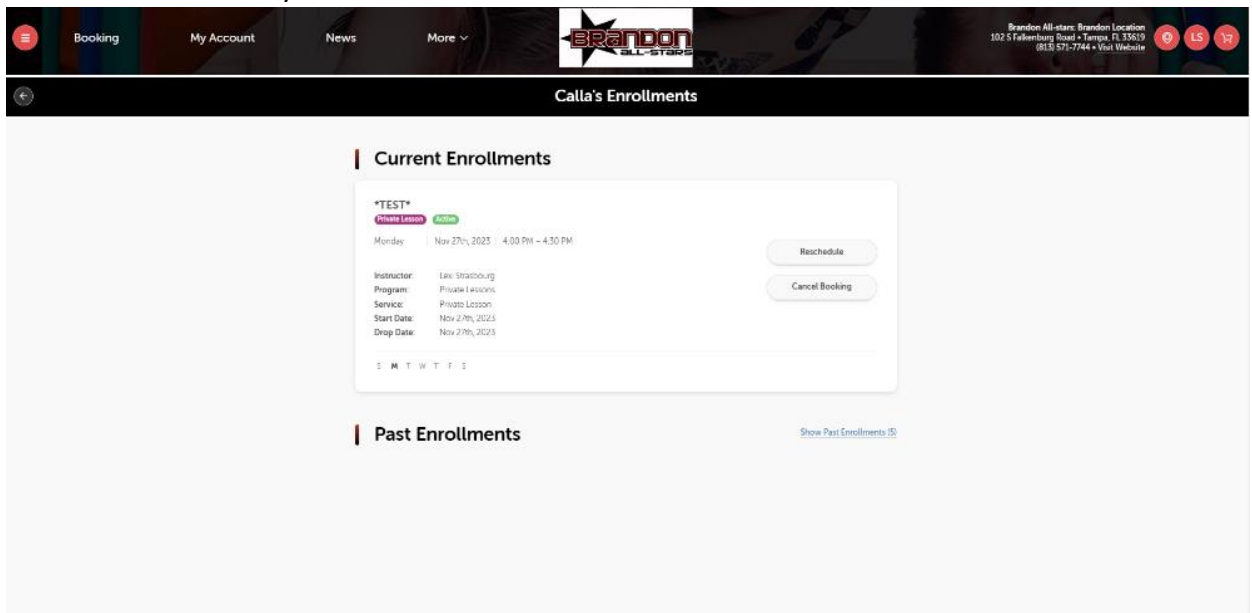 Booking My Account News More
BRANDON
ALL-STARS
Brandon All-stars: Brandon Location
102 S Falkenburg Road • Tampa, FL 33619
(813) 571-7744 • Visit Website
LS
Calla's Enrollments
Current Enrollments
*TEST*
Private Lesson Active
Monday Nov 27th, 2023 4:00 PM – 4:30 PM
Reschedule
Instructor: Lexi Strasbourg
Program: Private Lessons
Cancel Booking
Service: Private Lesson
Start Date: Nov 27th, 2023
Drop Date: Nov 27th, 2023
S M T W T F S
Past Enrollments
Show Past Enrollments (5)